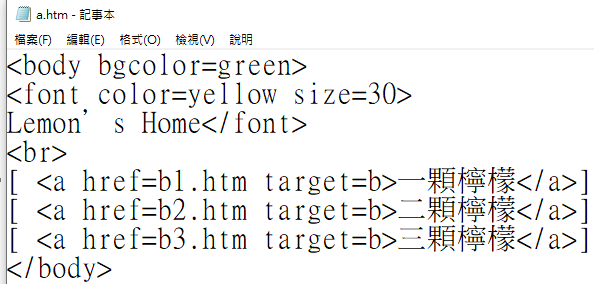 a.htm - 記事本
檔案(F) 編輯(E) 格式(O) 檢視(V) 說明
<body bgcolor=green>
<font color=yellow size=30>
Lemon’s Home</font>
<br>
[ <a href=b1.htm target=b>一顆檸檬</a>]
[ <a href=b2.htm target=b>二顆檸檬</a>]
[ <a href=b3.htm target=b>三顆檸檬</a>]
</body>